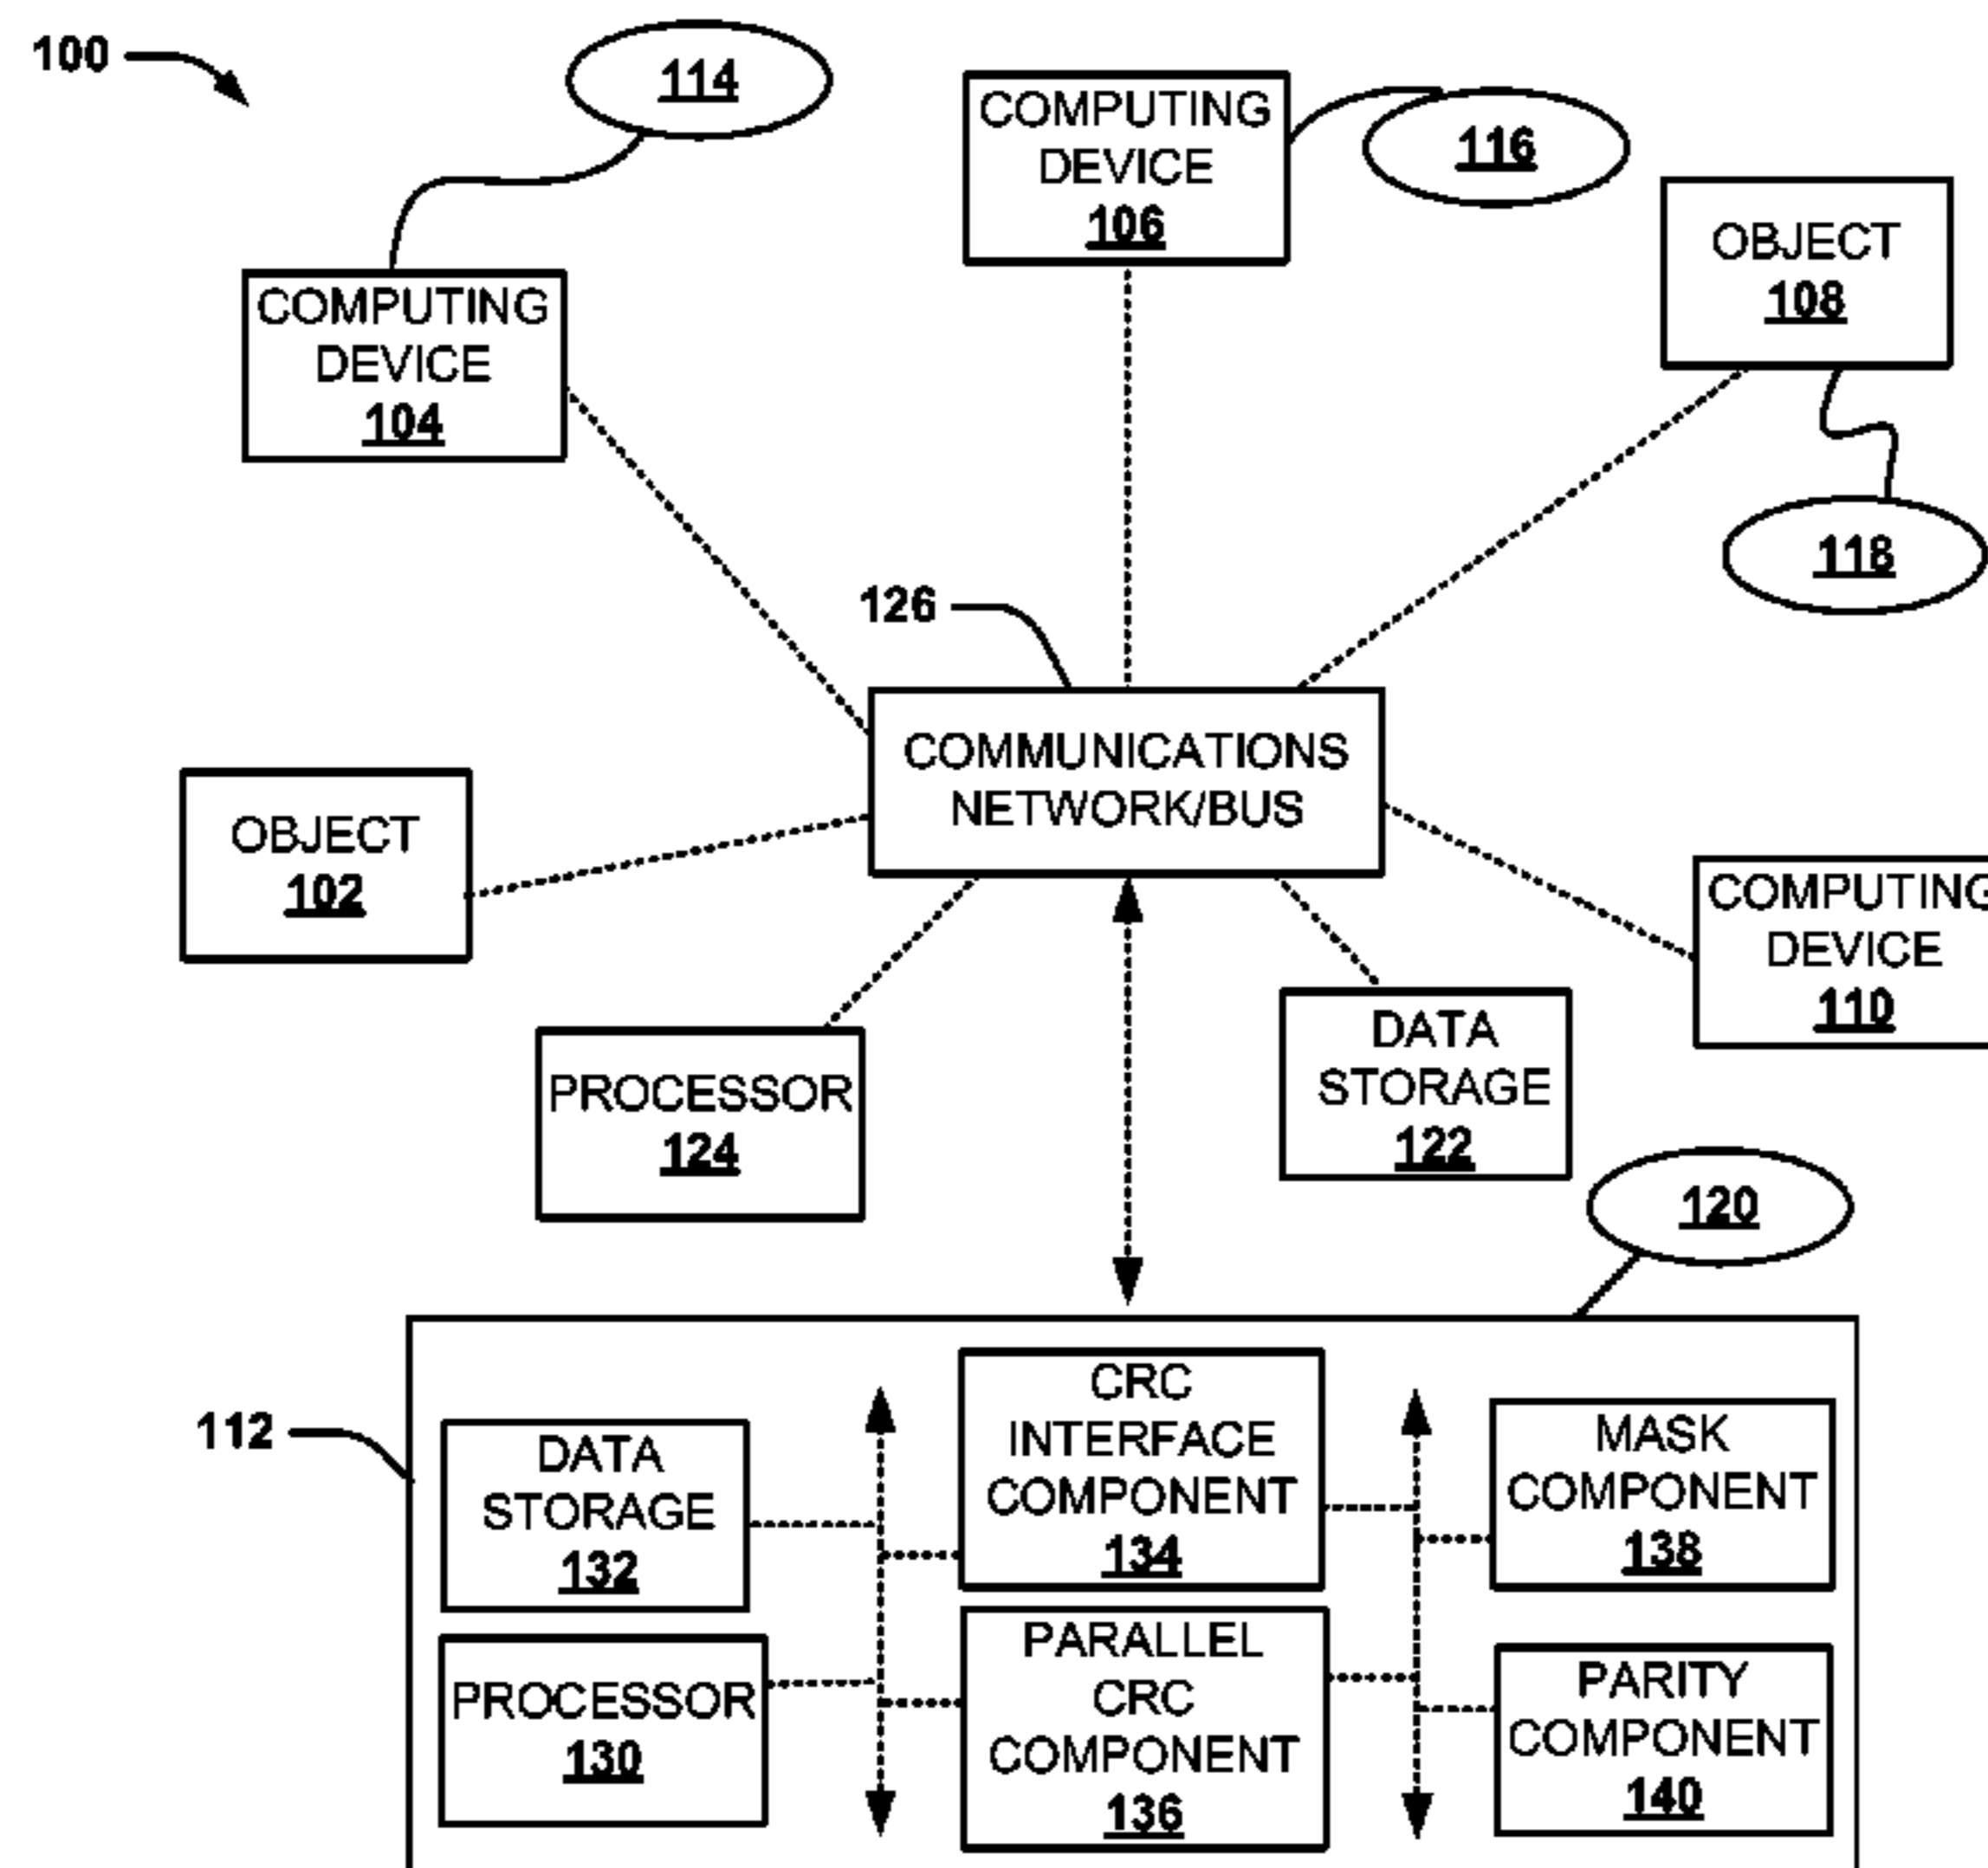 100
114
COMPUTING
DEVICE
106
116
OBJECT
108
COMPUTING
DEVICE
104
118
126
COMMUNICATIONS
NETWORK/BUS
OBJECT
102
COMPUTING
DEVICE
110
PROCESSOR
124
DATA
STORAGE
122
120
112
DATA
STORAGE
132
CRC
INTERFACE
COMPONENT
134
MASK
COMPONENT
138
PROCESSOR
130
PARALLEL
CRC
COMPONENT
136
PARITY
COMPONENT
140